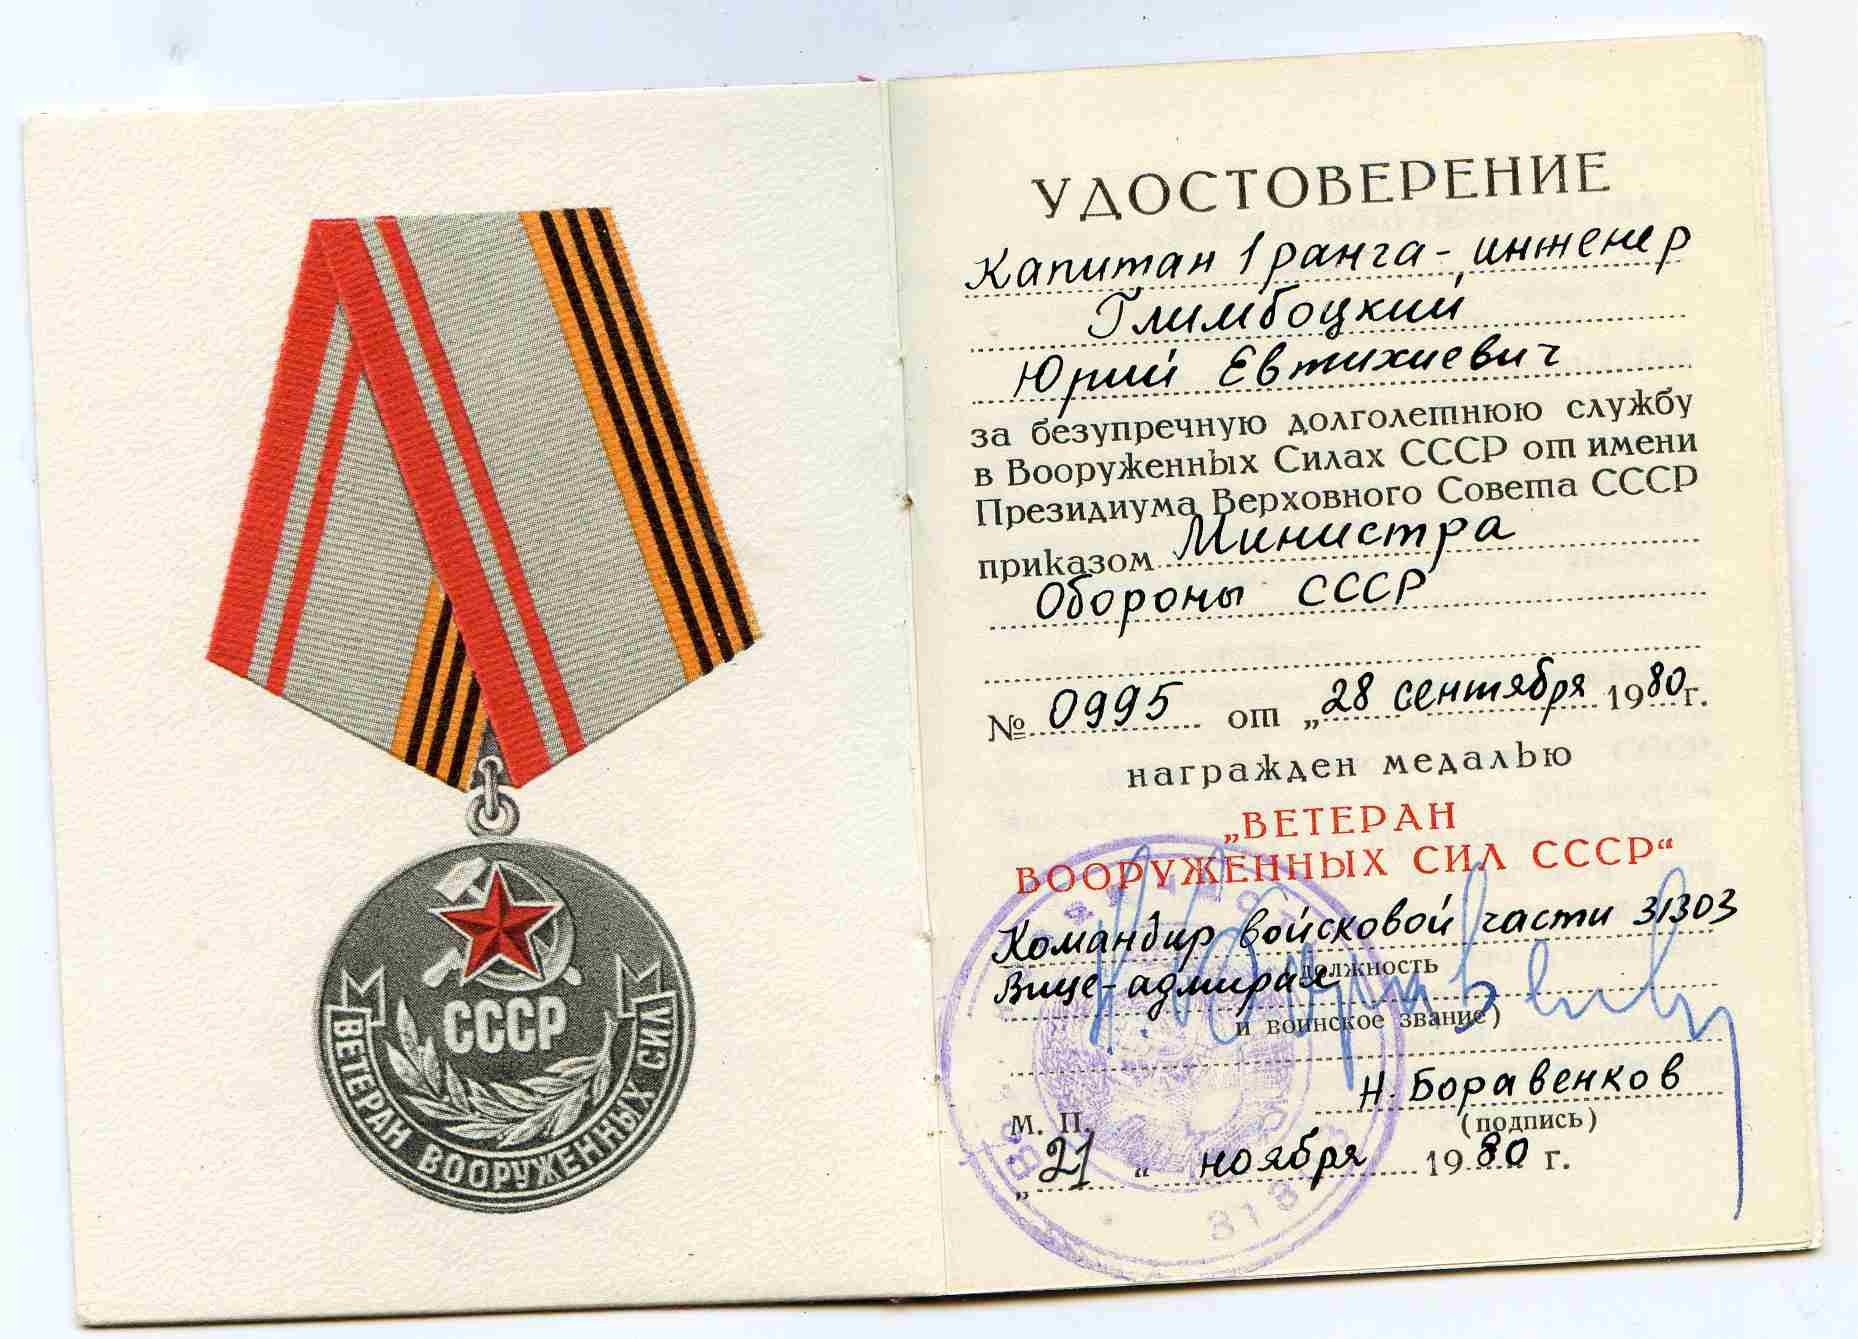 СССР
ВЕТЕРАН ВООРУЖЕННЫХ СИЛ
УДОСТОВЕРЕНИЕ
Капитан 1 ранга - инженер
Глимбоцкий
Юрий Евтихиевич
за безупречную долголетнюю службу
в Вооруженных Силах СССР от имени
Президиума Верховного Совета СССР
приказом Министра
Обороны СССР
№ 0995 от „28 сентября 1980 г.
награжден медалью
„ВЕТЕРАН
ВООРУЖЕННЫХ СИЛ СССР“
Командир войсковой части 31303
должность
Вице-адмирал
и воинское звание)
Н. Боравенков
М. П. (подпись)
„21“ ноября 1980 г.